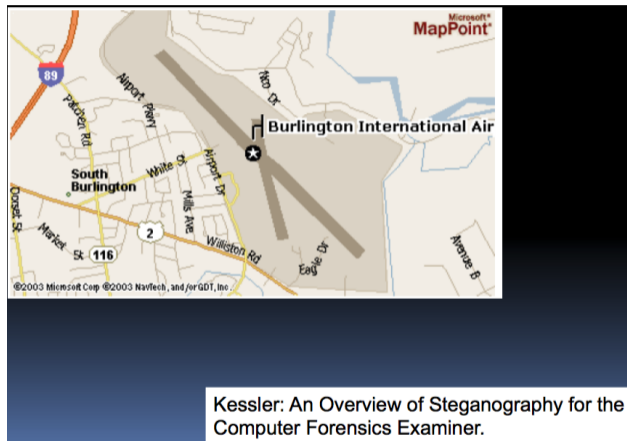 Microsoft®
MapPoint®
89
Airport Pkwy
Patchen Rd
Nco Dr
Burlington International Air
South
Burlington
White St
Airport Dr
Mills Ave
Dorset St
Market St
116
2
Williston Rd
Eagle Dr
Avenue B
©2003 Microsoft Corp ©2003 NavTech, and/or GDT, Inc.
Kessler: An Overview of Steganography for the
Computer Forensics Examiner.